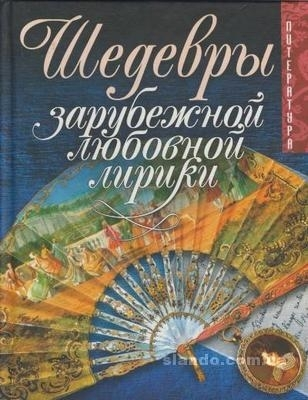 Шедевры
зарубежной
любовной
лирики
ЛИТЕРАТУРА
slando.com.ua